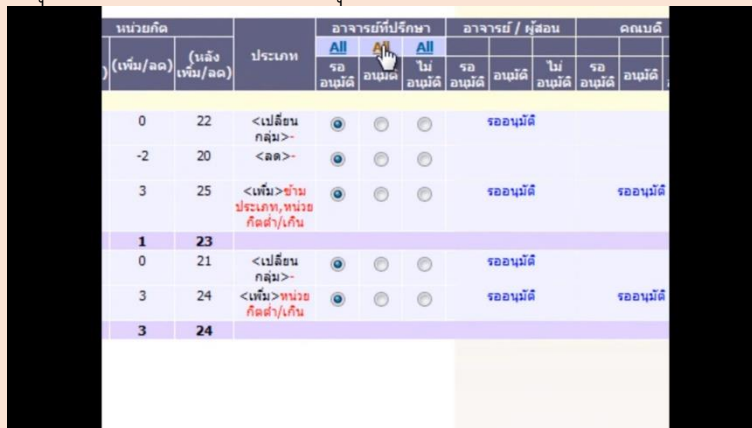 หน่วยกิต อาจารย์ที่ปรึกษา อาจารย์ / ผู้สอน คณบดี
(เพิ่ม/ลด) (หลังเพิ่ม/ลด) ประเภท All All All
รออนุมัติ อนุมัติ ไม่อนุมัติ รออนุมัติ อนุมัติ ไม่อนุมัติ รออนุมัติ อนุมัติ
0 22 <เปลี่ยน รออนุมัติ
กลุ่ม>-
-2 20 <ลด>-
3 25 <เพิ่ม>ข้าม รออนุมัติ รออนุมัติ
ประเภท,หน่วย
กิตต่ำ/เกิน
1 23
0 21 <เปลี่ยน รออนุมัติ
กลุ่ม>-
3 24 <เพิ่ม>หน่วย รออนุมัติ รออนุมัติ
กิตต่ำ/เกิน
3 24